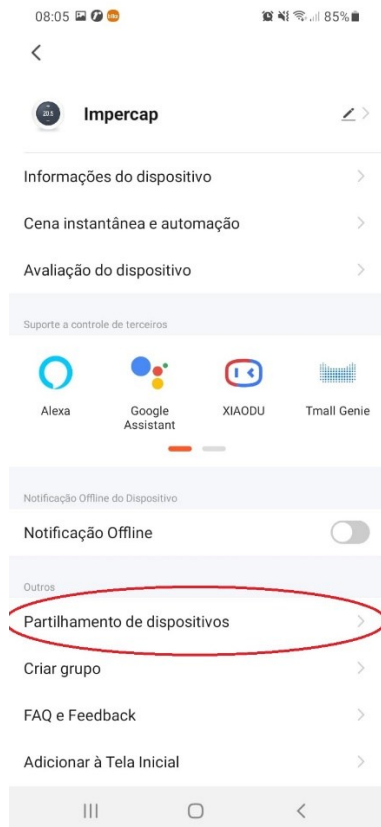 08:05 85%
20.5
Impercap
Informações do dispositivo
Cena instantânea e automação
Avaliação do dispositivo
Suporte a controle de terceiros
Alexa
Google
Assistant
XIAODU
Tmall Genie
Notificação Offline do Dispositivo
Notificação Offline
Outros
Partilhamento de dispositivos
Criar grupo
FAQ e Feedback
Adicionar à Tela Inicial